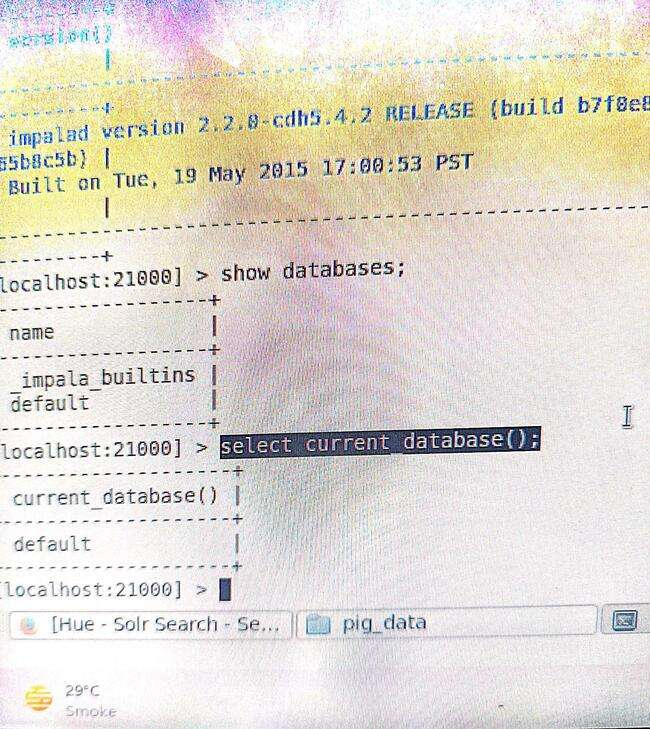 version()
|
---------+
impalad version 2.2.0-cdh5.4.2 RELEASE (build b7f0e8
65b8c5b) |
Built on Tue, 19 May 2015 17:00:53 PST
|
---------+
localhost:21000] > show databases;
-----------------+
name |
-----------------+
_impala_builtins |
default |
-----------------+
localhost:21000] > select current_database();
-------------------+
current_database() |
-------------------+
default |
-------------------+
[localhost:21000] >
[Hue - Solr Search - Se... pig_data
29°C
Smoke